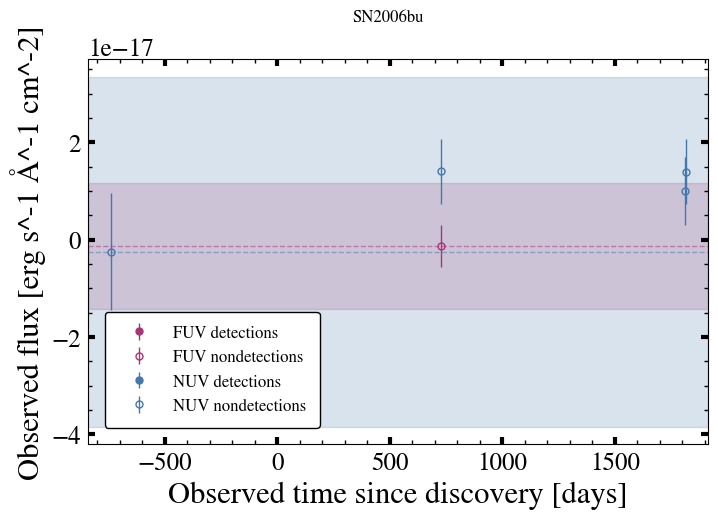 SN2006bu
1e−17
Observed flux [erg s^-1 Å^-1 cm^-2]
2
0
−2
−4
FUV detections
FUV nondetections
NUV detections
NUV nondetections
−500 0 500 1000 1500
Observed time since discovery [days]